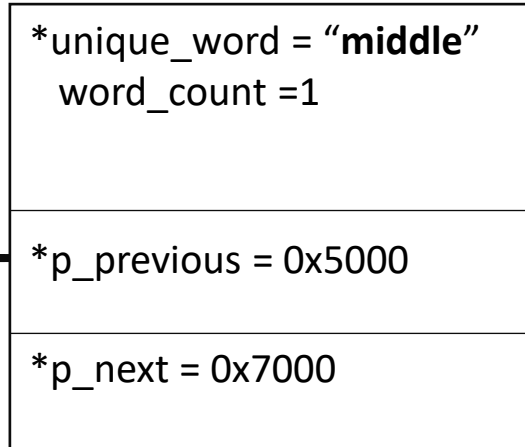 *unique_word = “middle”
word_count =1
*p_previous = 0x5000
*p_next = 0x7000